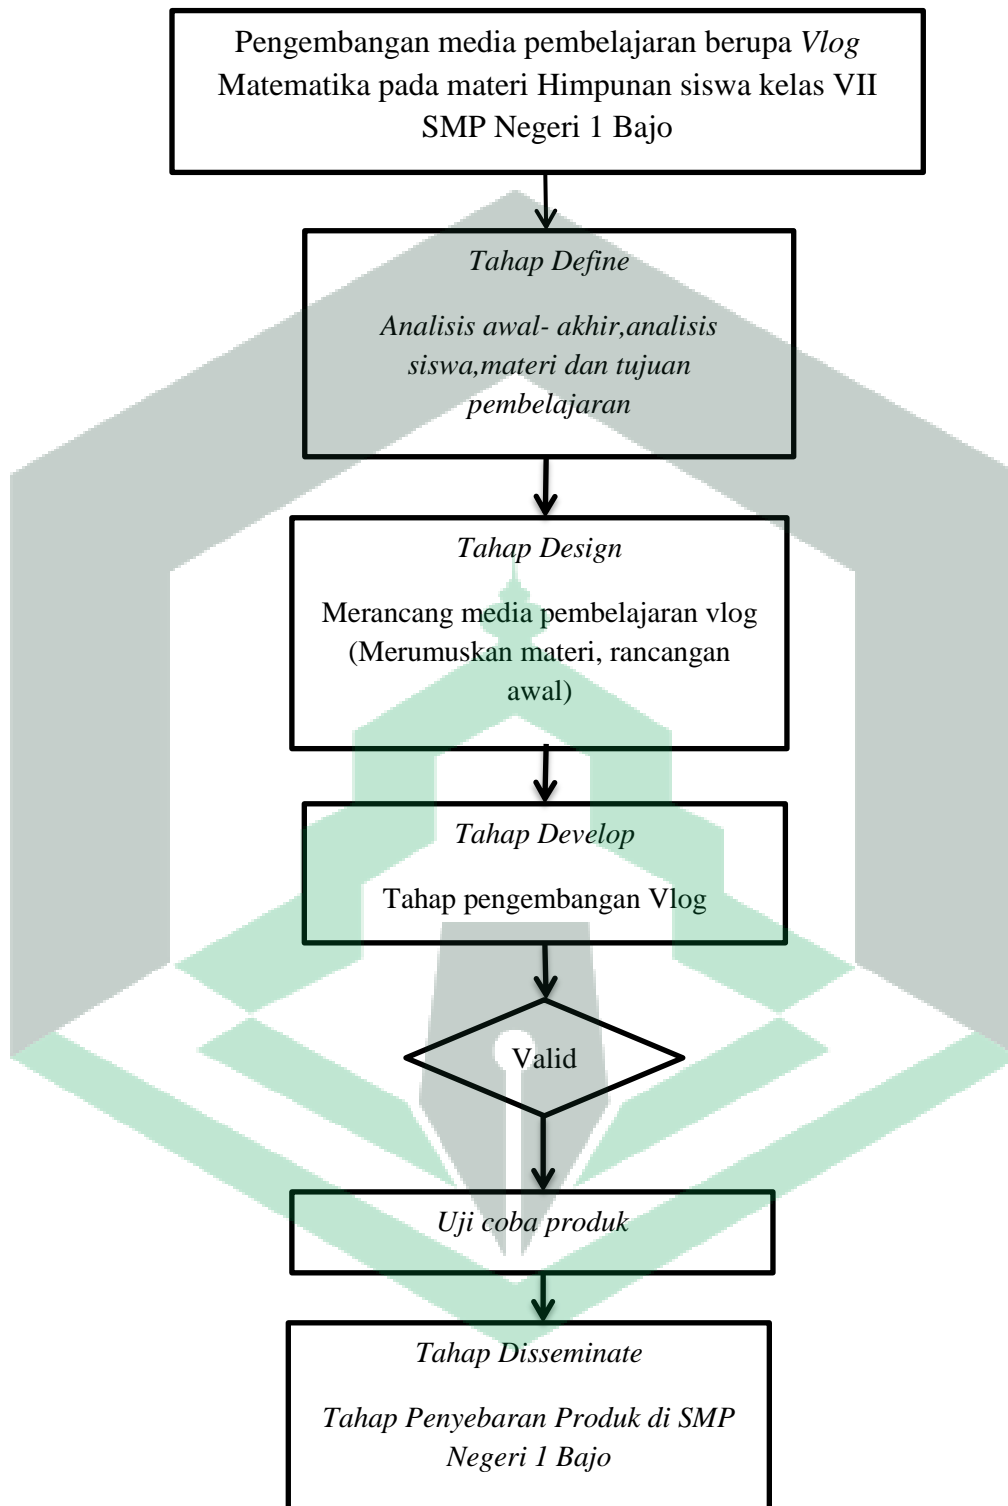 Pengembangan media pembelajaran berupa Vlog
Matematika pada materi Himpunan siswa kelas VII
SMP Negeri 1 Bajo
Tahap Define
Analisis awal- akhir,analisis
siswa,materi dan tujuan
pembelajaran
Tahap Design
Merancang media pembelajaran vlog
(Merumuskan materi, rancangan
awal)
Tahap Develop
Tahap pengembangan Vlog
Valid
Uji coba produk
Tahap Disseminate
Tahap Penyebaran Produk di SMP
Negeri 1 Bajo